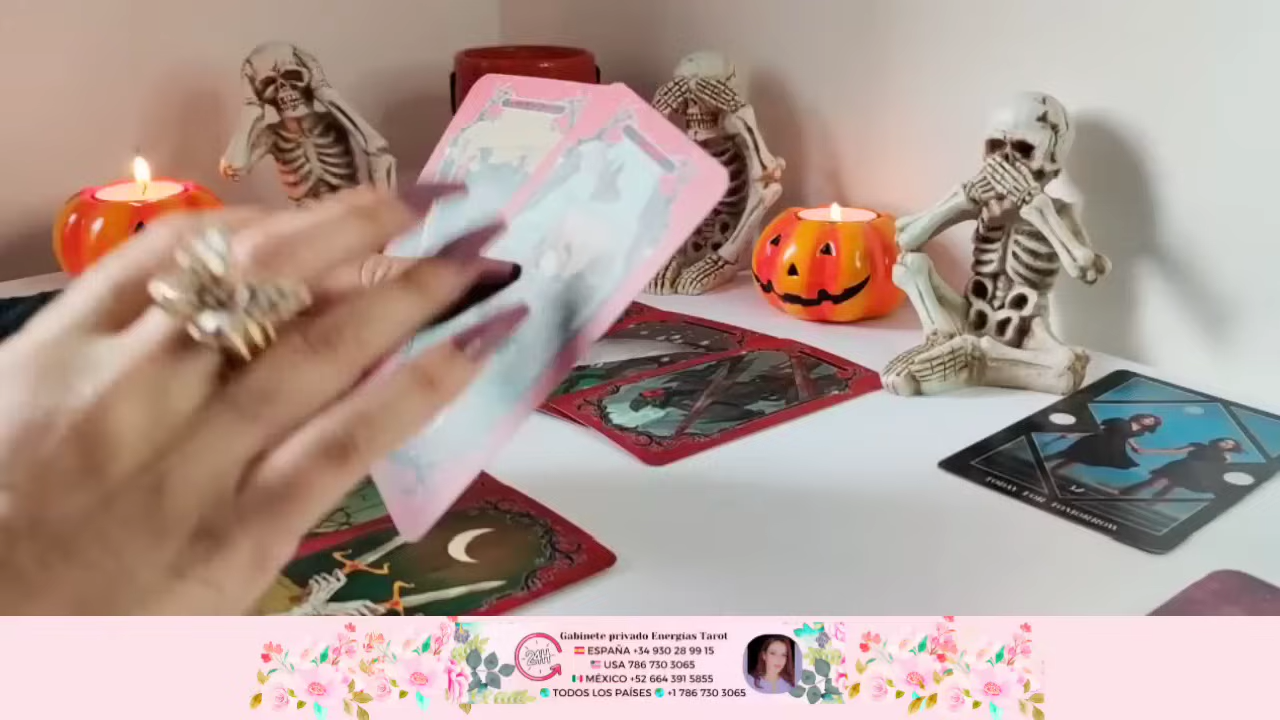 TODAY FOR TOMORROW
Gabinete privado Energías Tarot
24H
🇪🇸 ESPAÑA +34 930 28 99 15
🇺🇸 USA 786 730 3065
🇲🇽 MÉXICO +52 664 391 5855
🌎 TODOS LOS PAÍSES 🌎 +1 786 730 3065